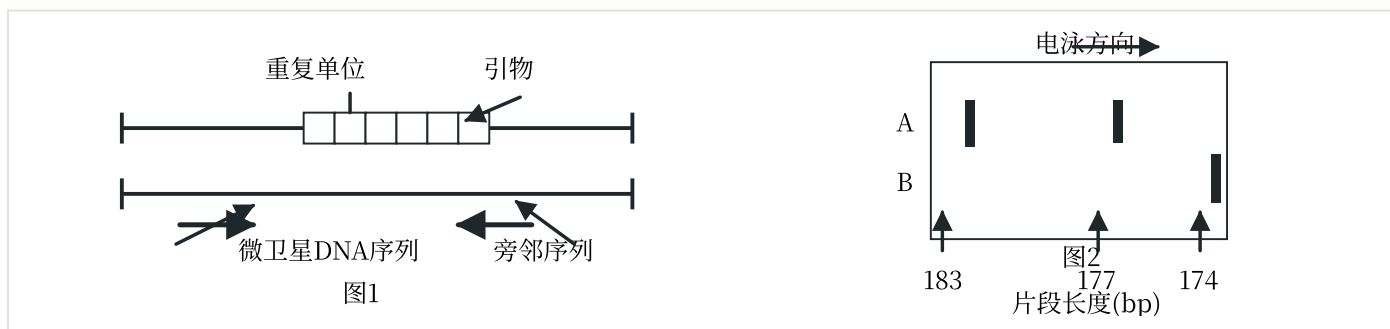 重复单位
引物
微卫星DNA序列
旁邻序列
图1
电泳方向
A
B
图2
183
177
174
片段长度(bp)